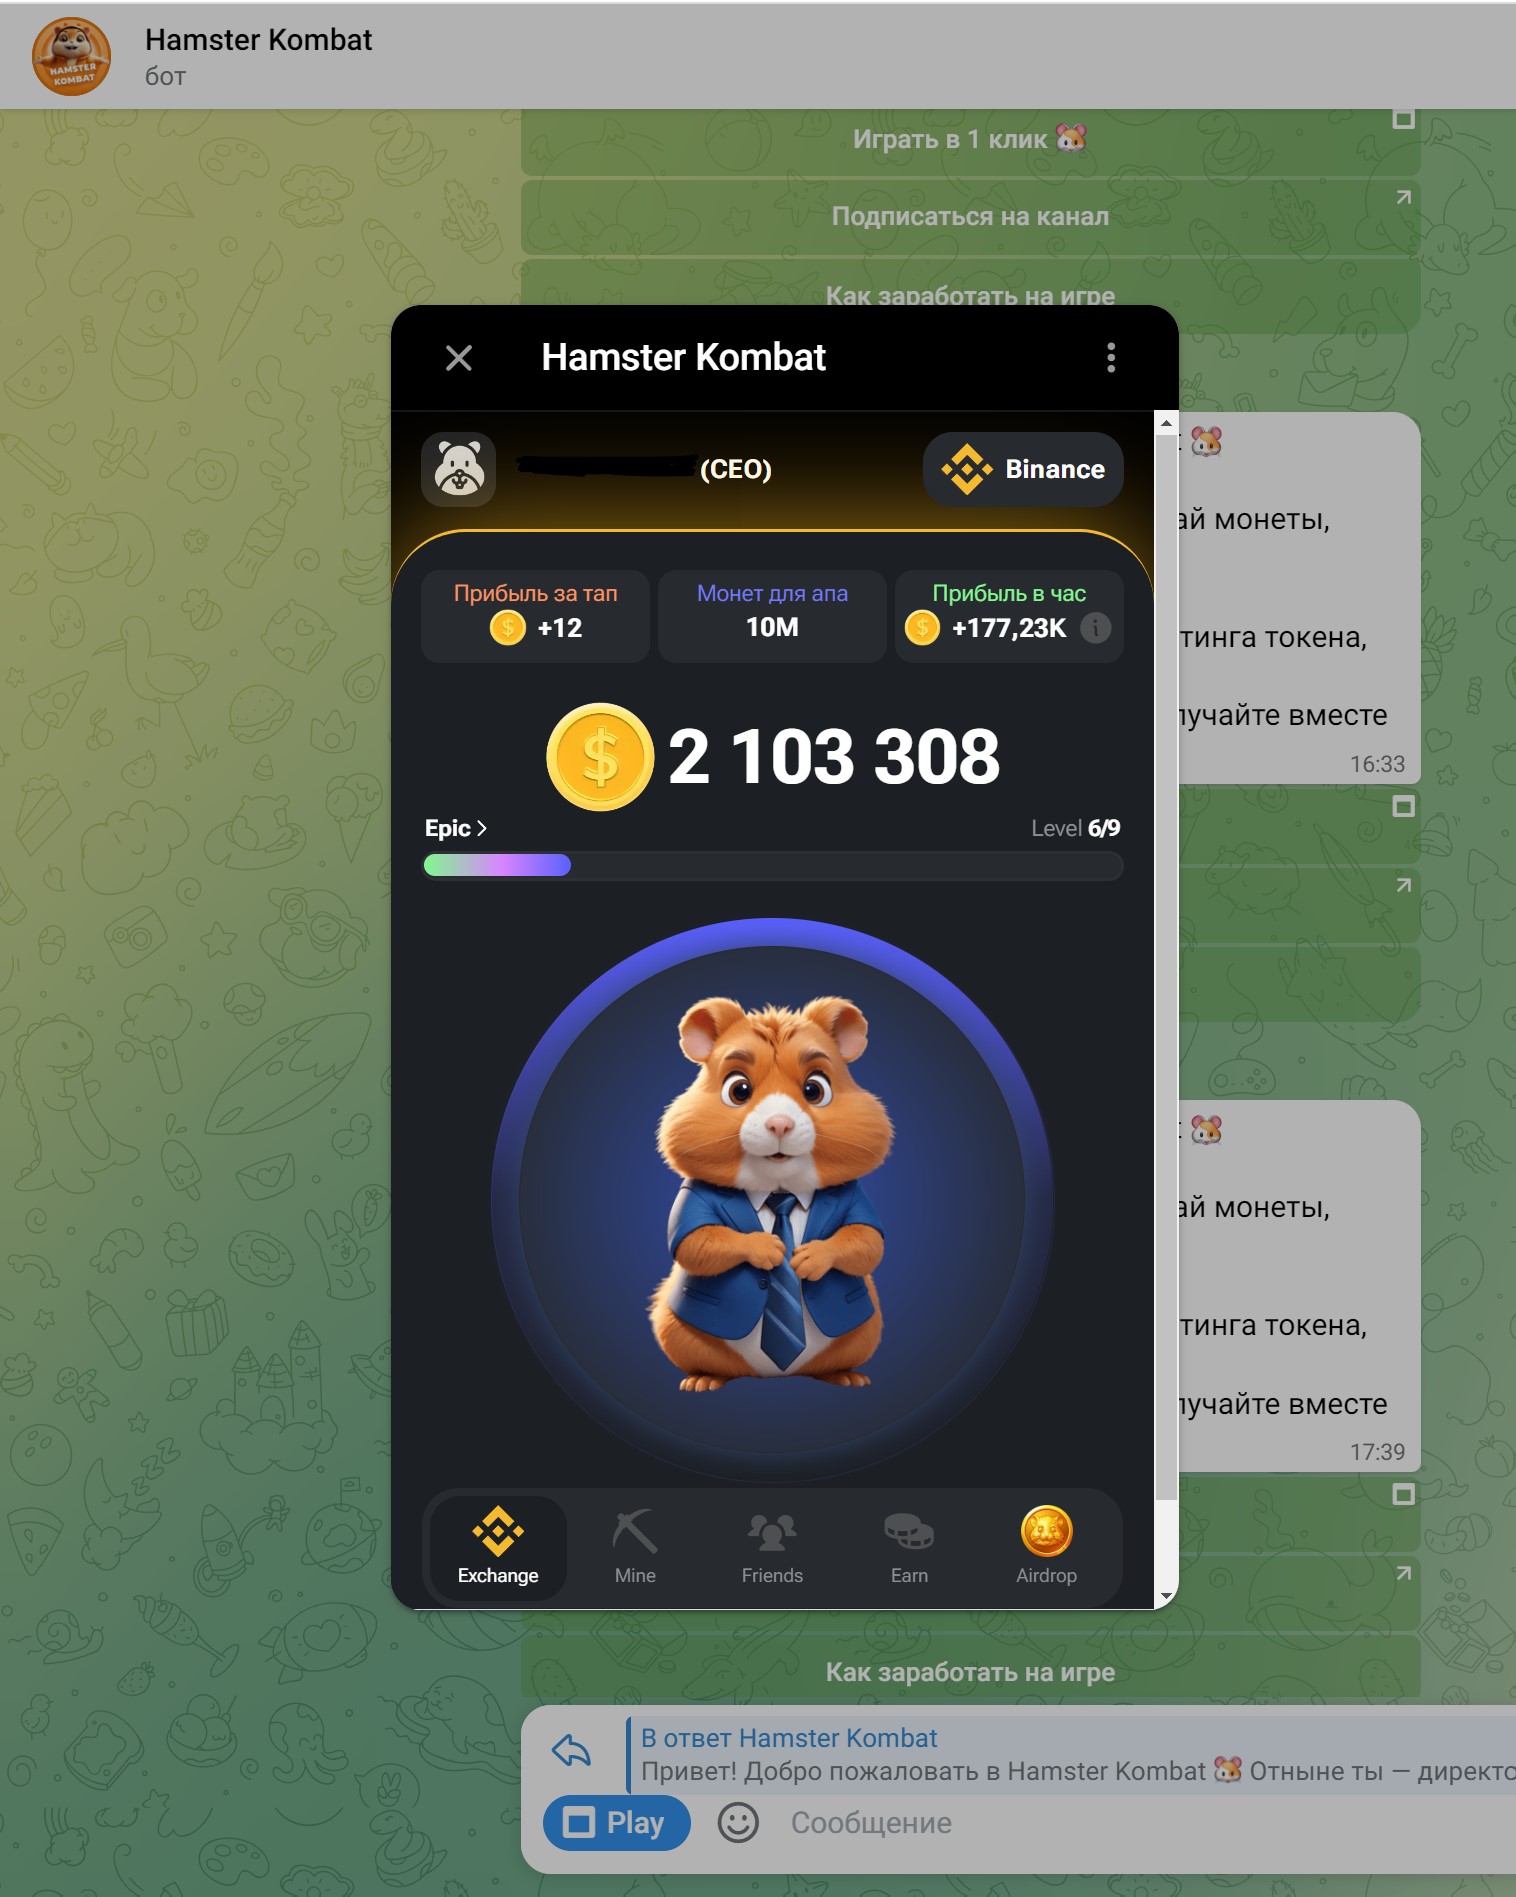 Hamster Kombat
бот
HAMSTER
KOMBAT
Играть в 1 клик 🐹
Подписаться на канал
Как заработать на игре
Hamster Kombat
(CEO)
Binance
Прибыль за тап
+12
Монет для апа
10M
Прибыль в час
+177,23K
2 103 308
Epic >
Level 6/9
ай монеты,
тинга токена,
лучайте вместе
16:33
ай монеты,
тинга токена,
лучайте вместе
17:39
Exchange
Mine
Friends
Earn
Airdrop
Как заработать на игре
В ответ Hamster Kombat
Привет! Добро пожаловать в Hamster Kombat 🐹 Отныне ты — директо
Play
Сообщение